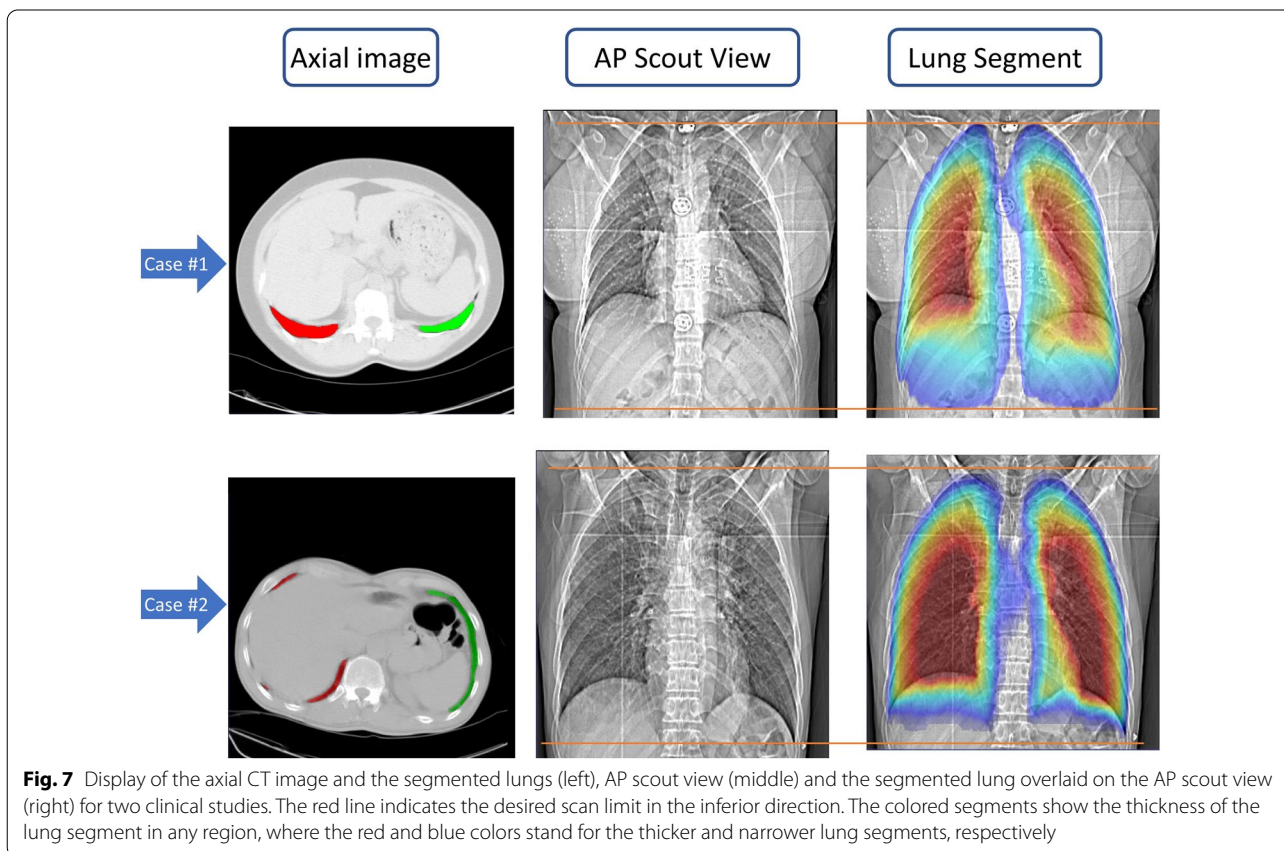 Axial image
AP Scout View
Lung Segment
Case #1
Case #2
Fig. 7 Display of the axial CT image and the segmented lungs (left), AP scout view (middle) and the segmented lung overlaid on the AP scout view
(right) for two clinical studies. The red line indicates the desired scan limit in the inferior direction. The colored segments show the thickness of the
lung segment in any region, where the red and blue colors stand for the thicker and narrower lung segments, respectively